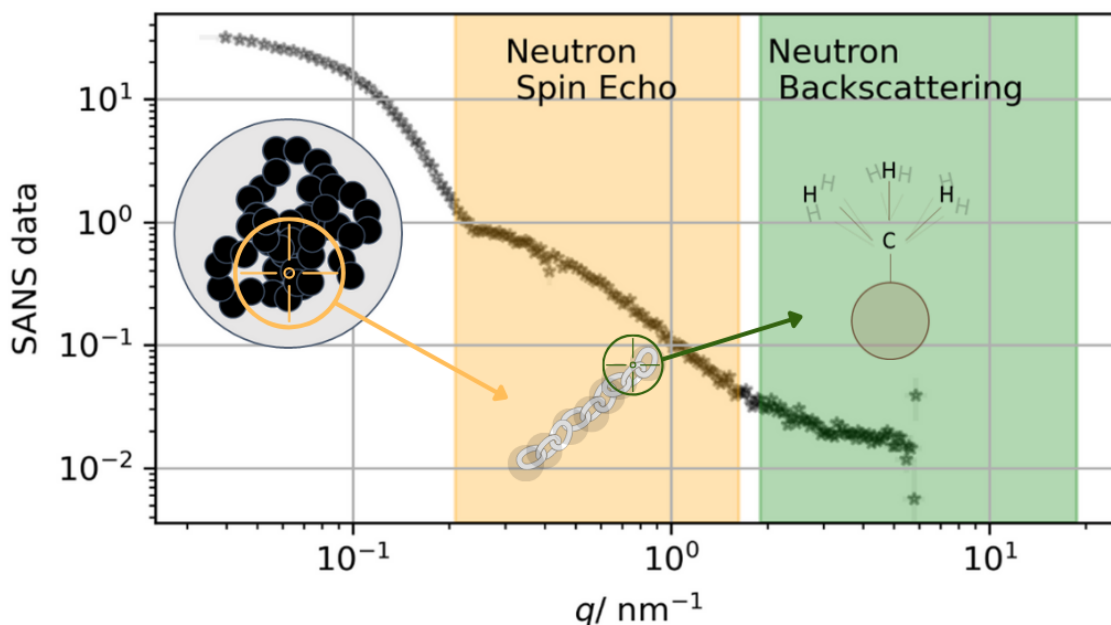 Neutron
Spin Echo
Neutron
Backscattering
10¹
10⁰
10⁻¹
10⁻²
SANS data
H H H H H
H H H H
C
10⁻¹
10⁰
10¹
q/ nm⁻¹